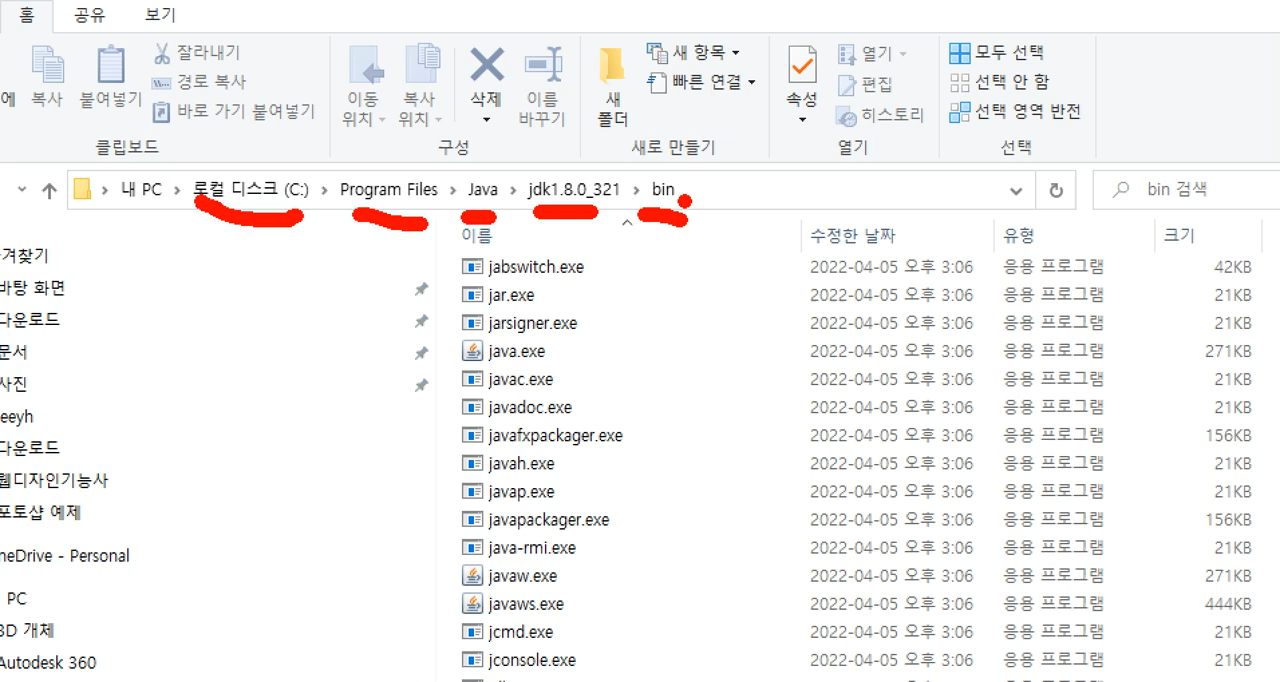 홈 공유 보기
에 복사 붙여넣기 잘라내기 경로 복사 바로 가기 붙여넣기
클립보드
이동 위치 복사 위치 삭제 이름 바꾸기
구성
새 폴더 새 항목 빠른 연결
새로 만들기
속성 열기 편집 히스토리
열기
모두 선택 선택 안 함 선택 영역 반전
선택
내 PC 로컬 디스크 (C:) Program Files Java jdk1.8.0_321 bin bin 검색
겨찾기
바탕 화면
다운로드
문서
사진
eeyh
다운로드
웹디자인기능사
포토샵 예제
neDrive - Personal
PC
3D 개체
Autodesk 360
이름 수정한 날짜 유형 크기
jabswitch.exe 2022-04-05 오후 3:06 응용 프로그램 42KB
jar.exe 2022-04-05 오후 3:06 응용 프로그램 21KB
jarsigner.exe 2022-04-05 오후 3:06 응용 프로그램 21KB
java.exe 2022-04-05 오후 3:06 응용 프로그램 271KB
javac.exe 2022-04-05 오후 3:06 응용 프로그램 21KB
javadoc.exe 2022-04-05 오후 3:06 응용 프로그램 21KB
javafxpackager.exe 2022-04-05 오후 3:06 응용 프로그램 156KB
javah.exe 2022-04-05 오후 3:06 응용 프로그램 21KB
javap.exe 2022-04-05 오후 3:06 응용 프로그램 21KB
javapackager.exe 2022-04-05 오후 3:06 응용 프로그램 156KB
java-rmi.exe 2022-04-05 오후 3:06 응용 프로그램 21KB
javaw.exe 2022-04-05 오후 3:06 응용 프로그램 271KB
javaws.exe 2022-04-05 오후 3:06 응용 프로그램 444KB
jcmd.exe 2022-04-05 오후 3:06 응용 프로그램 21KB
jconsole.exe 2022-04-05 오후 3:06 응용 프로그램 21KB